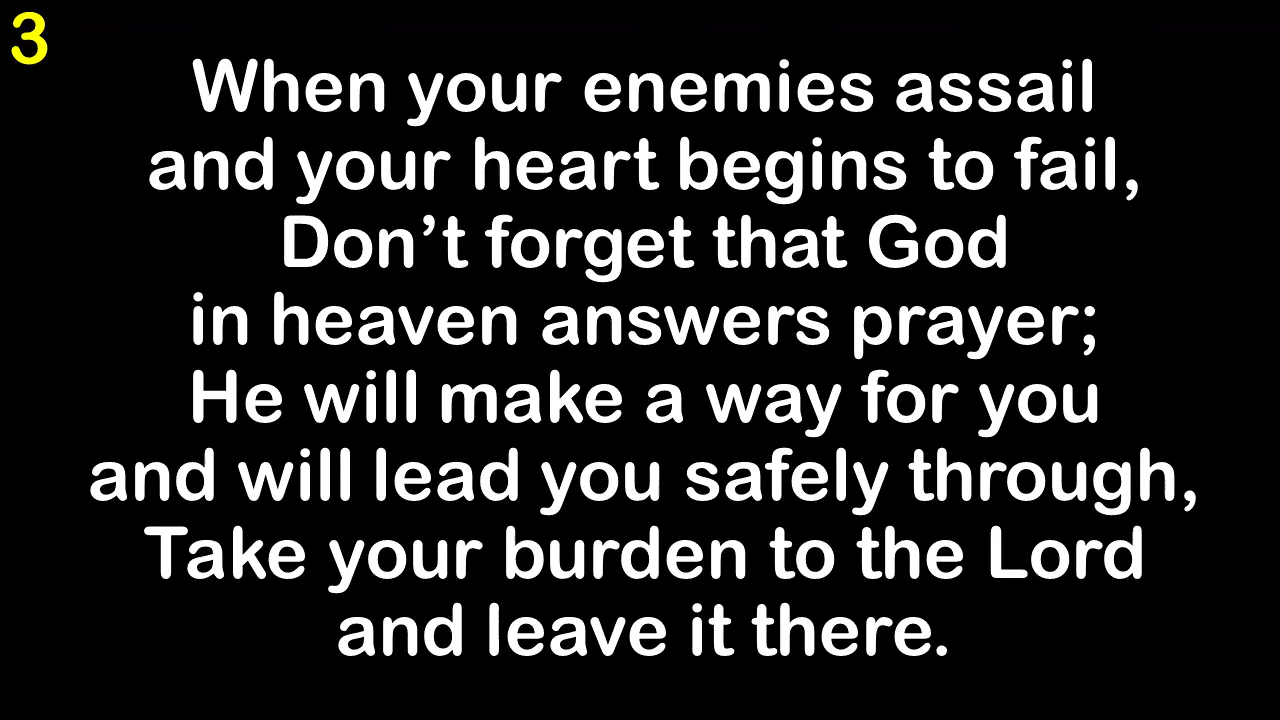 3
When your enemies assail
and your heart begins to fail,
Don’t forget that God
in heaven answers prayer;
He will make a way for you
and will lead you safely through,
Take your burden to the Lord
and leave it there.